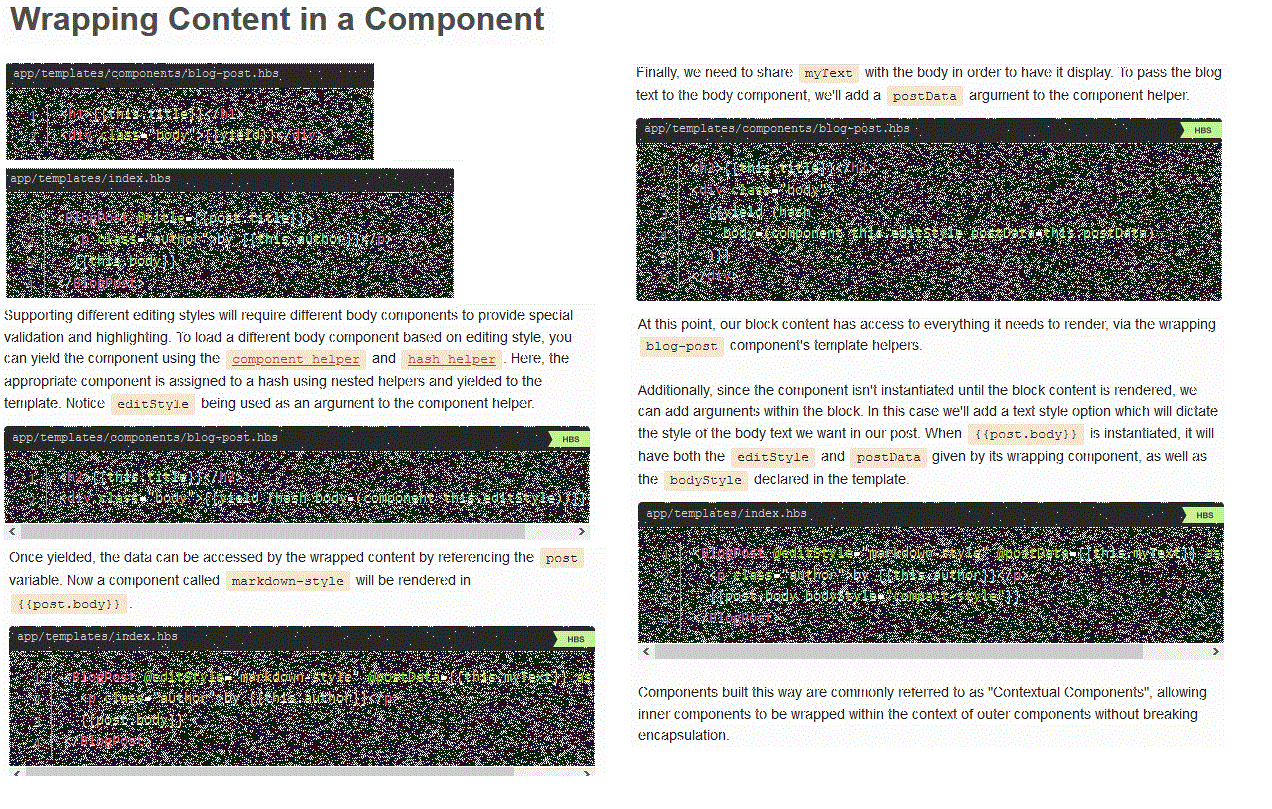 Wrapping Content in a Component
app/templates/components/blog-post.hbs
<h1>{{this.title}}</h1>
<div class="body">{{yield}}</div>
app/templates/index.hbs
<BlogPost @title={{post.title}}>
<p class="author">by {{this.author}}</p>
{{this.body}}
</BlogPost>
Supporting different editing styles will require different body components to provide special
validation and highlighting. To load a different body component based on editing style, you
can yield the component using the component helper and hash helper. Here, the
appropriate component is assigned to a hash using nested helpers and yielded to the
template. Notice editStyle being used as an argument to the component helper.
app/templates/components/blog-post.hbs
HBS
<h2>{{this.title}}</h2>
<div class="body">{{yield (hash body=(component this.editStyle))}}
Once yielded, the data can be accessed by the wrapped content by referencing the post
variable. Now a component called markdown-style will be rendered in
{{post.body}}.
app/templates/index.hbs
HBS
<BlogPost @editStyle="markdown-style" @postData={{this.myText}} as
<p class="author">by {{this.author}}</p>
{{post.body}}
</BlogPost>
Finally, we need to share myText with the body in order to have it display. To pass the blog
text to the body component, we'll add a postData argument to the component helper.
app/templates/components/blog-post.hbs
HBS
<h2>{{this.title}}</h2>
<div class="body">
{{yield (hash
body=(component this.editStyle postData=this.postData)
)}}
</div>
At this point, our block content has access to everything it needs to render, via the wrapping
blog-post component's template helpers.
Additionally, since the component isn't instantiated until the block content is rendered, we
can add arguments within the block. In this case we'll add a text style option which will dictate
the style of the body text we want in our post. When {{post.body}} is instantiated, it will
have both the editStyle and postData given by its wrapping component, as well as
the bodyStyle declared in the template.
app/templates/index.hbs
HBS
<BlogPost @editStyle="markdown-style" @postData={{this.myText}} as
<p class="author">by {{this.author}}</p>
{{post.body bodyStyle="compact-style"}}
</BlogPost>
Components built this way are commonly referred to as "Contextual Components", allowing
inner components to be wrapped within the context of outer components without breaking
encapsulation.